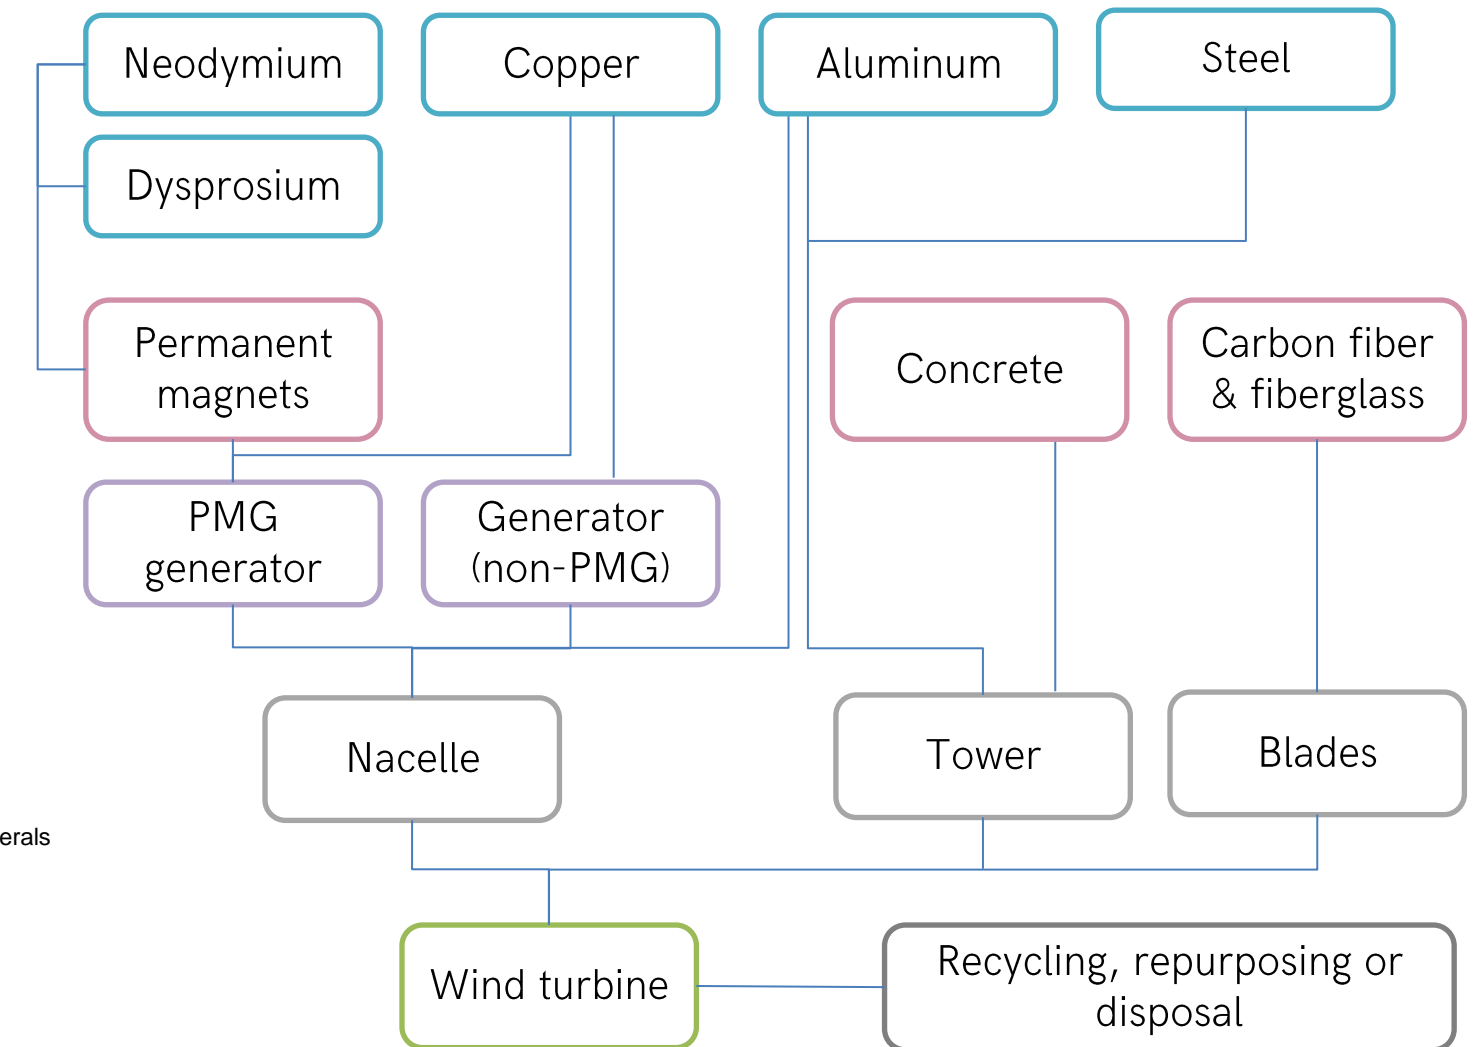 Neodymium
Copper
Aluminum
Steel
Dysprosium
Permanent
magnets
Concrete
Carbon fiber
& fiberglass
PMG
generator
Generator
(non-PMG)
Nacelle
Tower
Blades
erals
Wind turbine
Recycling, repurposing or
disposal